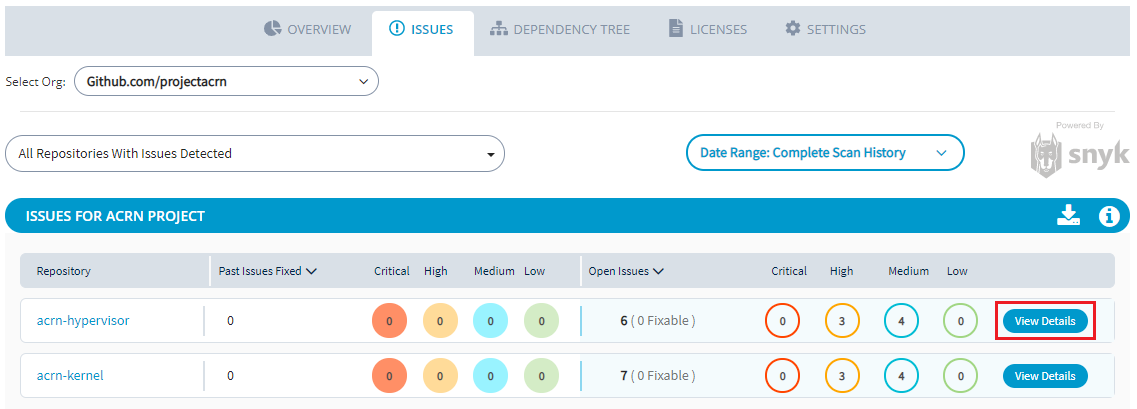 OVERVIEW ISSUES DEPENDENCY TREE LICENSES SETTINGS
Select Org: Github.com/projectacrn
Powered By
All Repositories With Issues Detected Date Range: Complete Scan History snyk
ISSUES FOR ACRN PROJECT
Repository Past Issues Fixed Critical High Medium Low Open Issues Critical High Medium Low
acrn-hypervisor 0 0 0 0 0 6 ( 0 Fixable ) 0 3 4 0 View Details
acrn-kernel 0 0 0 0 0 7 ( 0 Fixable ) 0 3 4 0 View Details